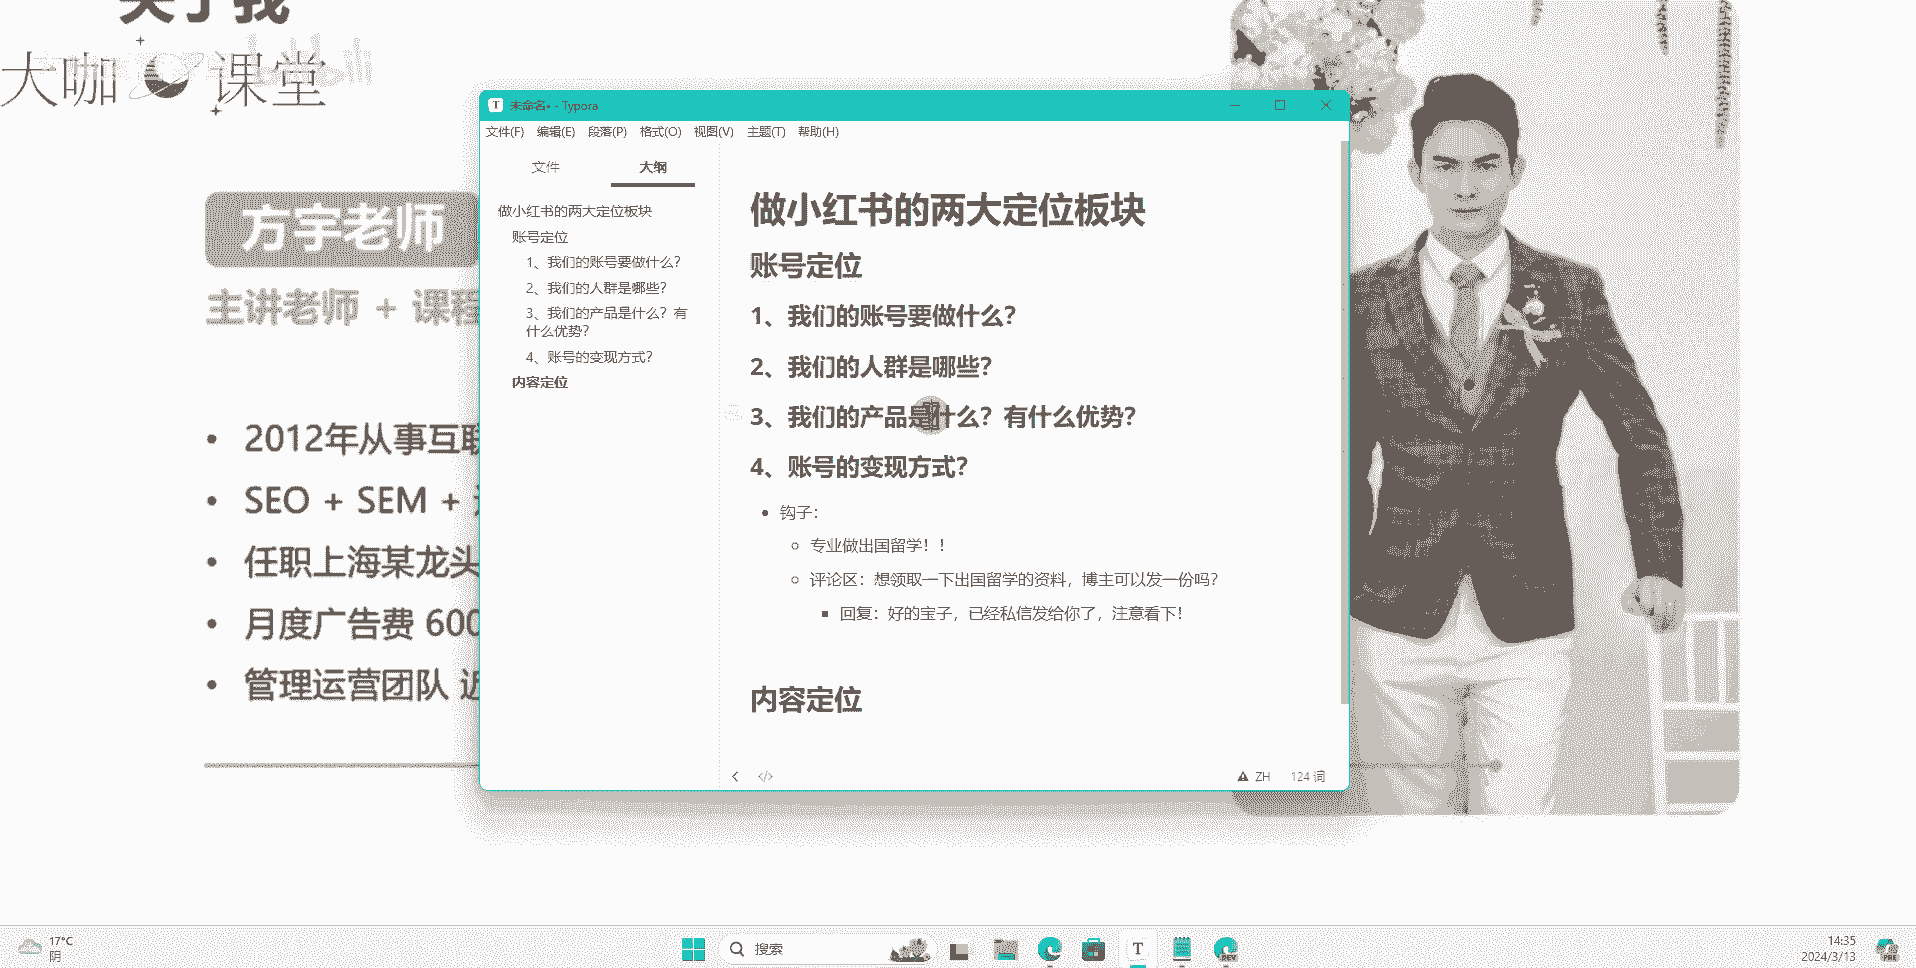 关于我
大咖课堂
bilibili
方宇老师
主讲老师 + 课程
2012年从事互联
SEO + SEM +
任职上海某龙头
月度广告费 600
管理运营团队 近
未命名• - Typora
文件(F) 编辑(E) 段落(P) 格式(O) 视图(V) 主题(T) 帮助(H)
文件 大纲
做小红书的两大定位板块
账号定位
1、我们的账号要做什么?
2、我们的人群是哪些?
3、我们的产品是什么? 有
什么优势?
4、账号的变现方式?
内容定位
做小红书的两大定位板块
账号定位
1、我们的账号要做什么?
2、我们的人群是哪些?
3、我们的产品是什么? 有什么优势?
4、账号的变现方式?
钩子:
专业做出国留学! !
评论区: 想领取一下出国留学的资料, 博主可以发一份吗?
回复: 好的宝子, 已经私信发给你了, 注意看下!
内容定位
ZH 124 词
17°C
阴
搜索
T
DEV
14:35
2024/3/13
PRE